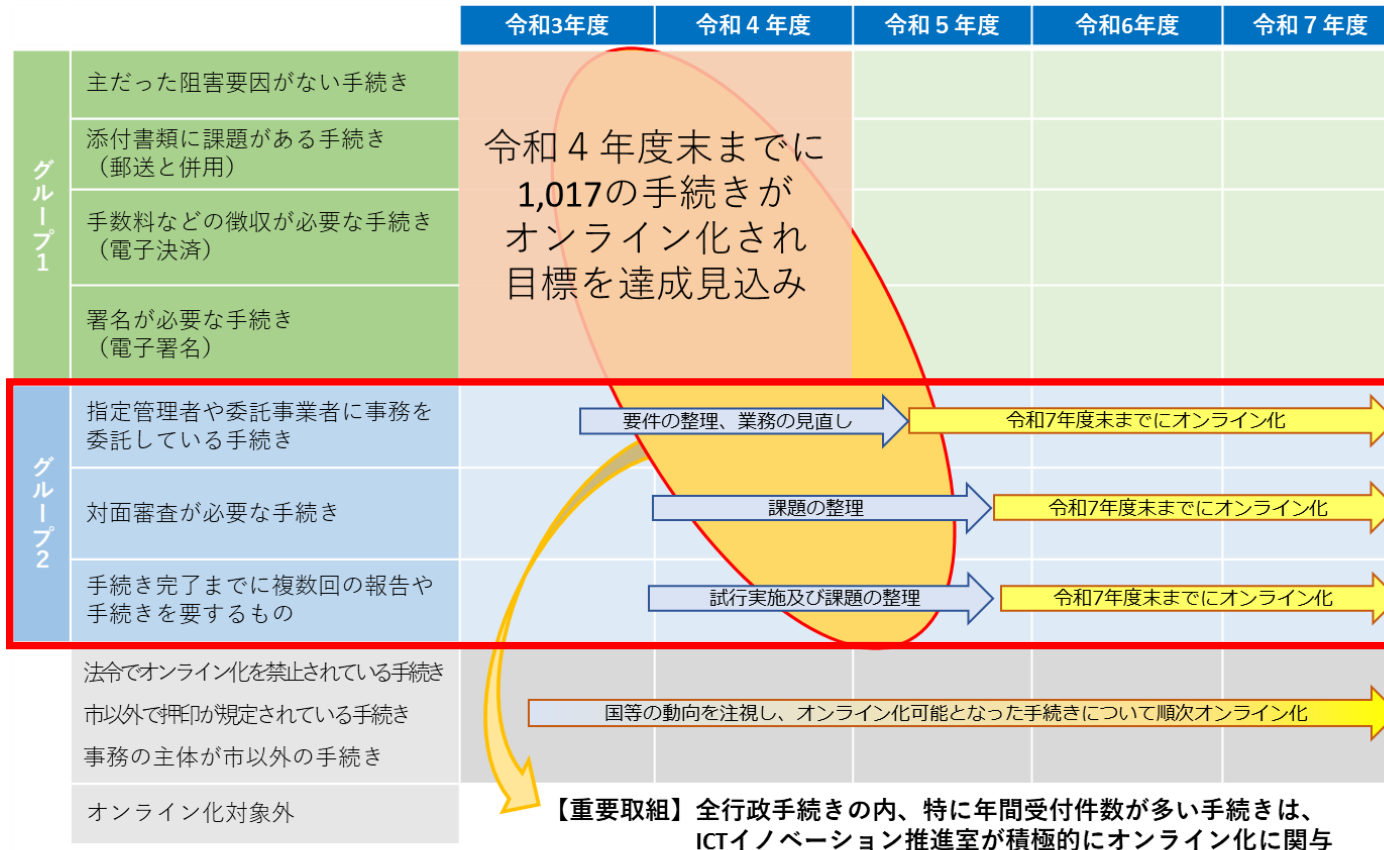 令和3年度
令和４年度
令和５年度
令和6年度
令和７年度
グループ1
主だった阻害要因がない手続き
添付書類に課題がある手続き
（郵送と併用）
手数料などの徴収が必要な手続き
（電子決済）
署名が必要な手続き
（電子署名）
令和４年度末までに
1,017の手続きが
オンライン化され
目標を達成見込み
グループ2
指定管理者や委託事業者に事務を
委託している手続き
要件の整理、業務の見直し
令和7年度末までにオンライン化
対面審査が必要な手続き
課題の整理
令和7年度末までにオンライン化
手続き完了までに複数回の報告や
手続きを要するもの
試行実施及び課題の整理
令和7年度末までにオンライン化
法令でオンライン化を禁止されている手続き
市以外で押印が規定されている手続き
事務の主体が市以外の手続き
国等の動向を注視し、オンライン化可能となった手続きについて順次オンライン化
オンライン化対象外
【重要取組】全行政手続きの内、特に年間受付件数が多い手続きは、
ICTイノベーション推進室が積極的にオンライン化に関与